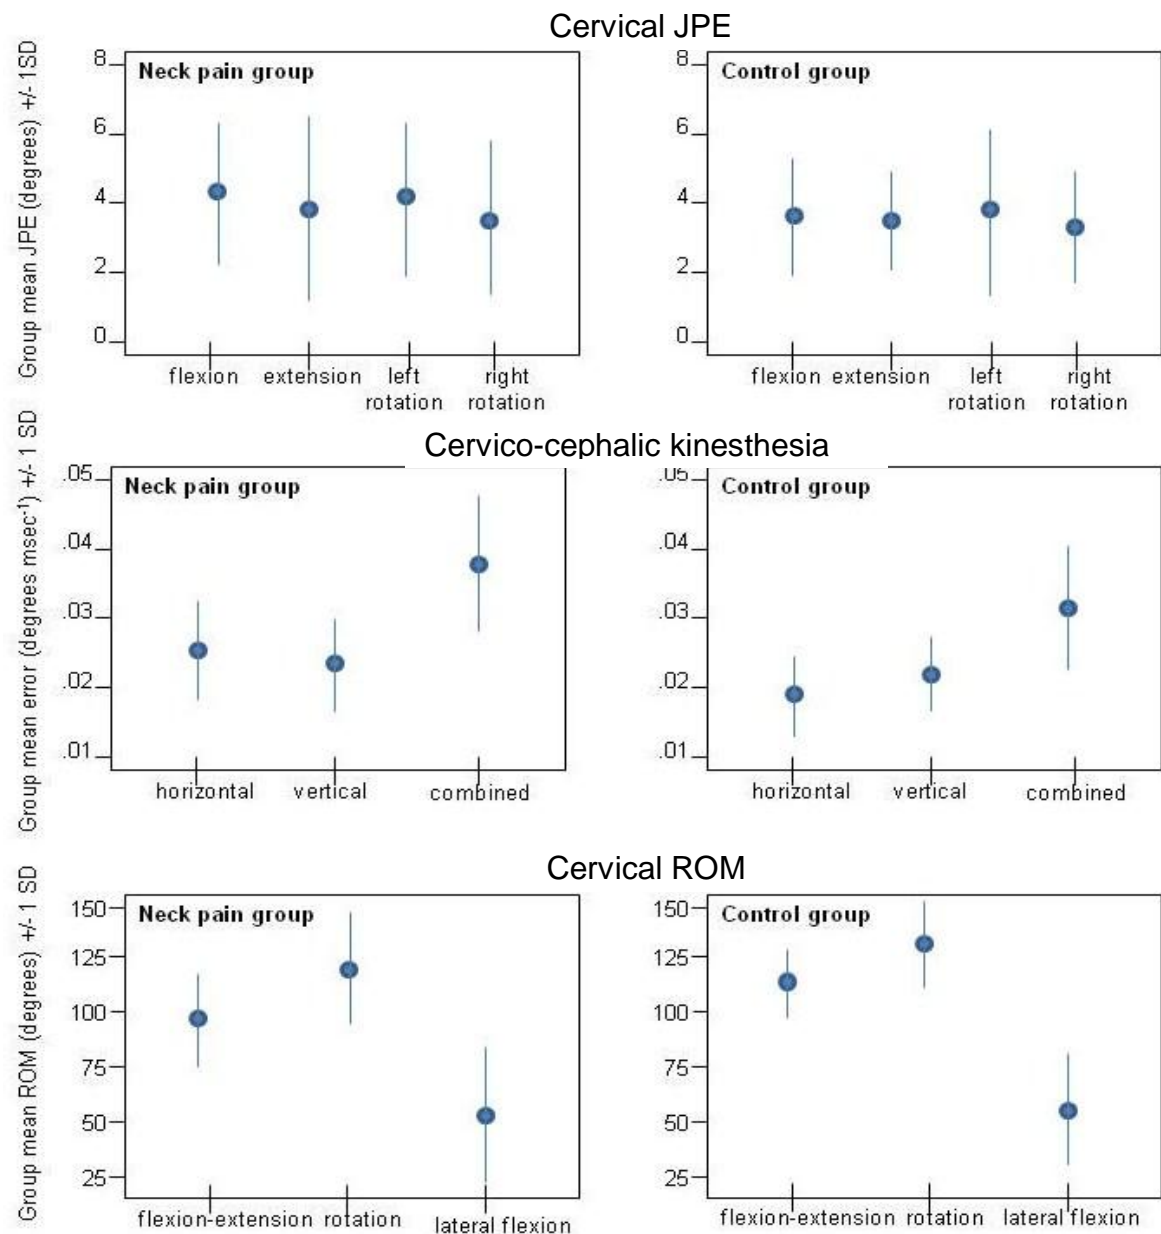 Cervical JPE
Group mean JPE (degrees) +/- 1SD
Neck pain group
8
6
4
2
0
flexion extension left rotation right rotation
Control group
8
6
4
2
0
flexion extension left rotation right rotation
Cervico-cephalic kinesthesia
Group mean error (degrees msec-1) +/- 1 SD
Neck pain group
.05
.04
.03
.02
.01
horizontal vertical combined
Control group
.05
.04
.03
.02
.01
horizontal vertical combined
Cervical ROM
Group mean ROM (degrees) +/- 1 SD
Neck pain group
150
125
100
75
50
25
flexion-extension rotation lateral flexion
Control group
150
125
100
75
50
25
flexion-extension rotation lateral flexion